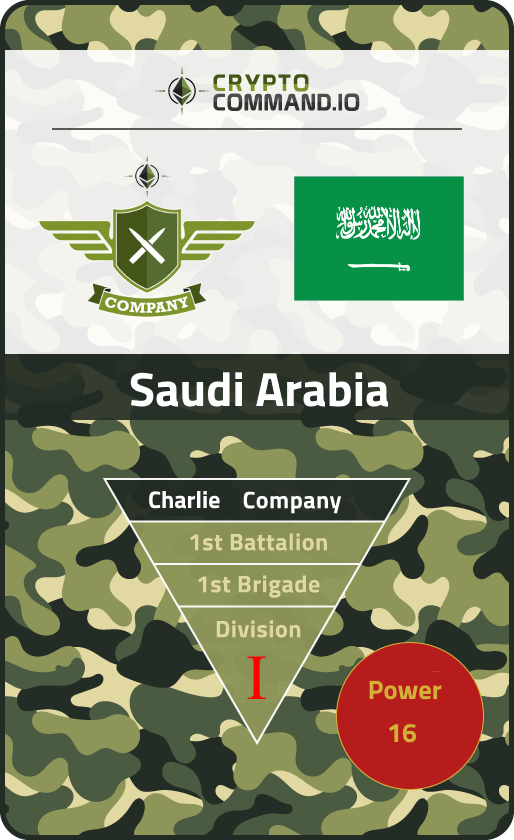 CRYPTO
COMMAND.IO
COMPANY
لا إله إلا الله محمد رسول الله
Saudi Arabia
Charlie Company
1st Battalion
1st Brigade
Division
I
Power
16